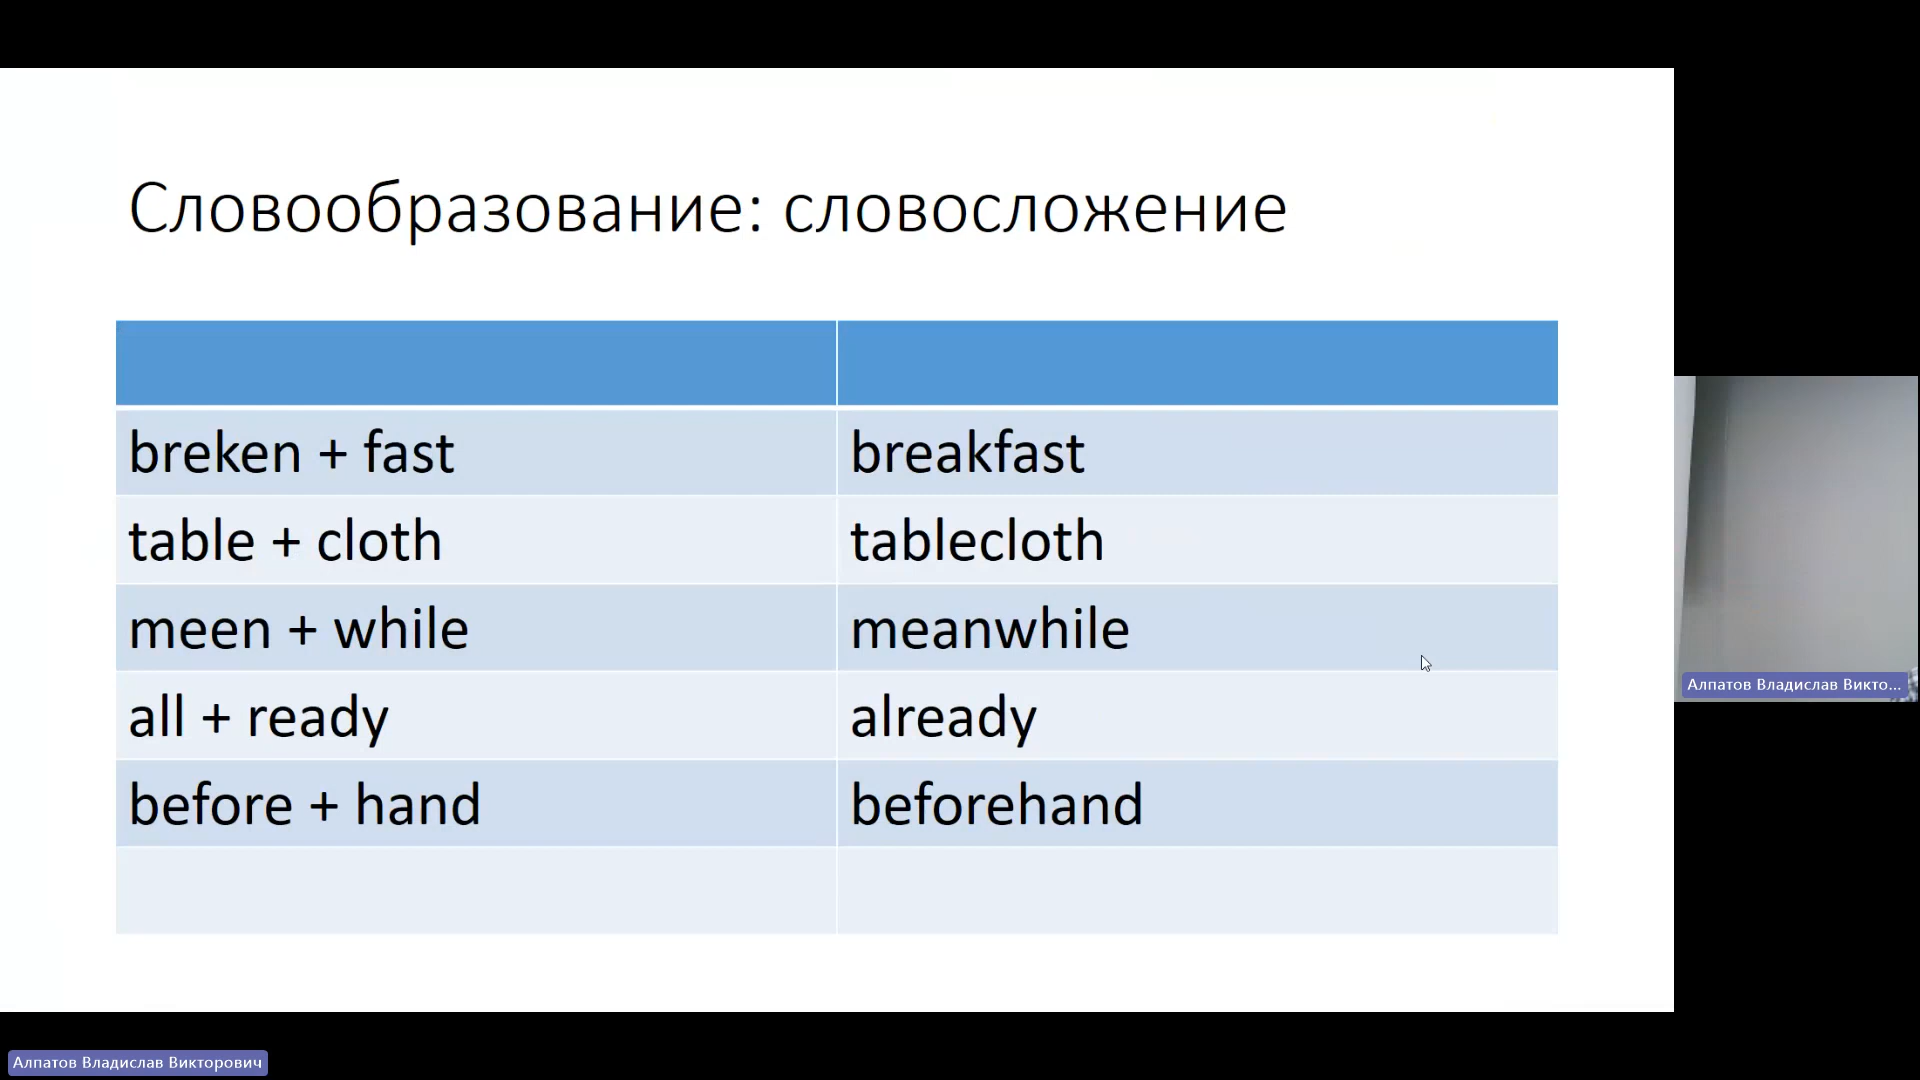 Словообразование: словосложение
breken + fast breakfast
table + cloth tablecloth
meen + while meanwhile
all + ready already
before + hand beforehand
Алпатов Владислав Викто...
Алпатов Владислав Викторович